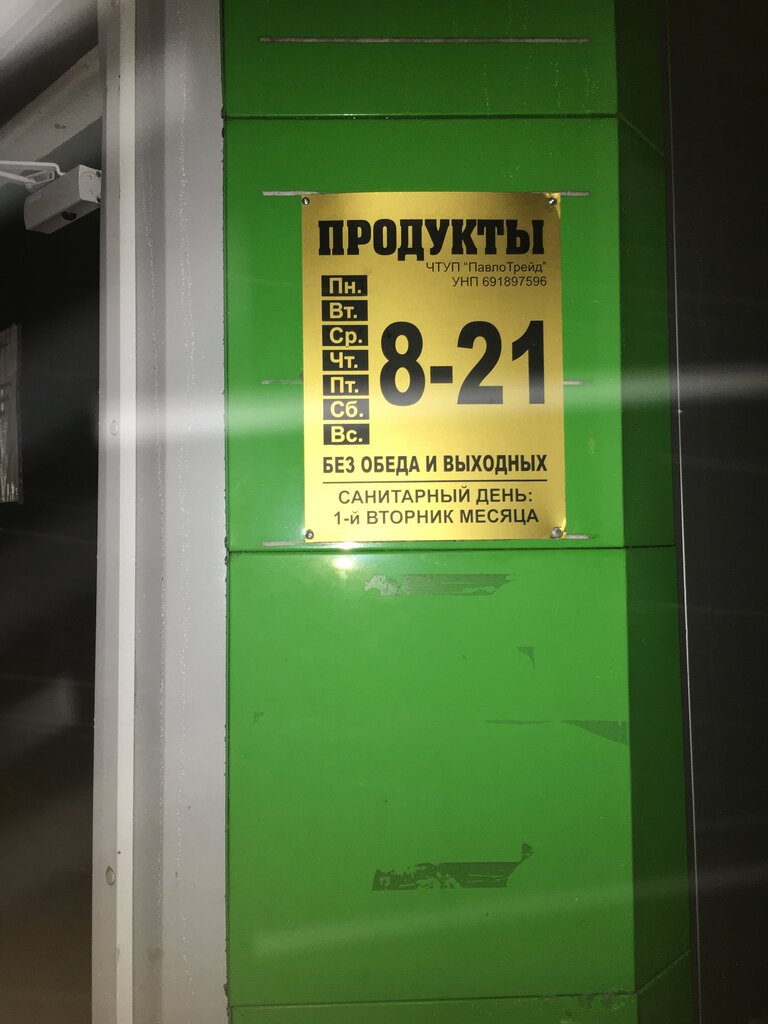 ПРОДУКТЫ
ЧТУП "ПавлоТрейд"
УНП 691897596
Пн.
Вт.
Ср.
Чт.
Пт.
Сб.
Вс.
8-21
БЕЗ ОБЕДА И ВЫХОДНЫХ
САНИТАРНЫЙ ДЕНЬ:
1-й ВТОРНИК МЕСЯЦА